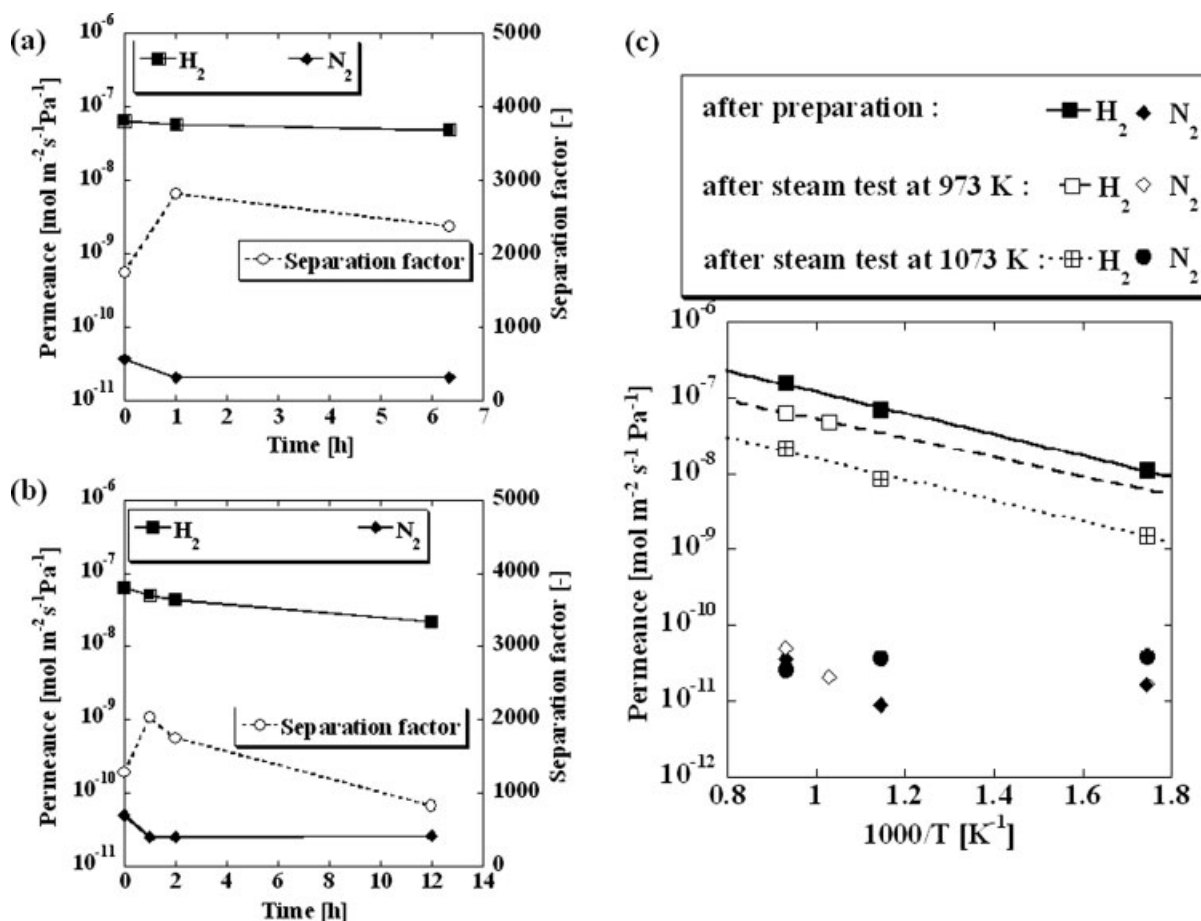 (a)
10^-6
10^-7
10^-8
10^-9
10^-10
10^-11
Permeance [mol m^-2 s^-1 Pa^-1]
H2 N2
Separation factor
5000
4000
3000
2000
1000
0
Separation factor [-]
0 1 2 3 4 5 6 7
Time [h]
(b)
10^-6
10^-7
10^-8
10^-9
10^-10
10^-11
Permeance [mol m^-2 s^-1 Pa^-1]
H2 N2
Separation factor
5000
4000
3000
2000
1000
0
Separation factor [-]
0 2 4 6 8 10 12 14
Time [h]
(c)
after preparation : H2 N2
after steam test at 973 K : H2 N2
after steam test at 1073 K : H2 N2
10^-6
10^-7
10^-8
10^-9
10^-10
10^-11
10^-12
Permeance [mol m^-2 s^-1 Pa^-1]
0.8 1 1.2 1.4 1.6 1.8
1000/T [K^-1]